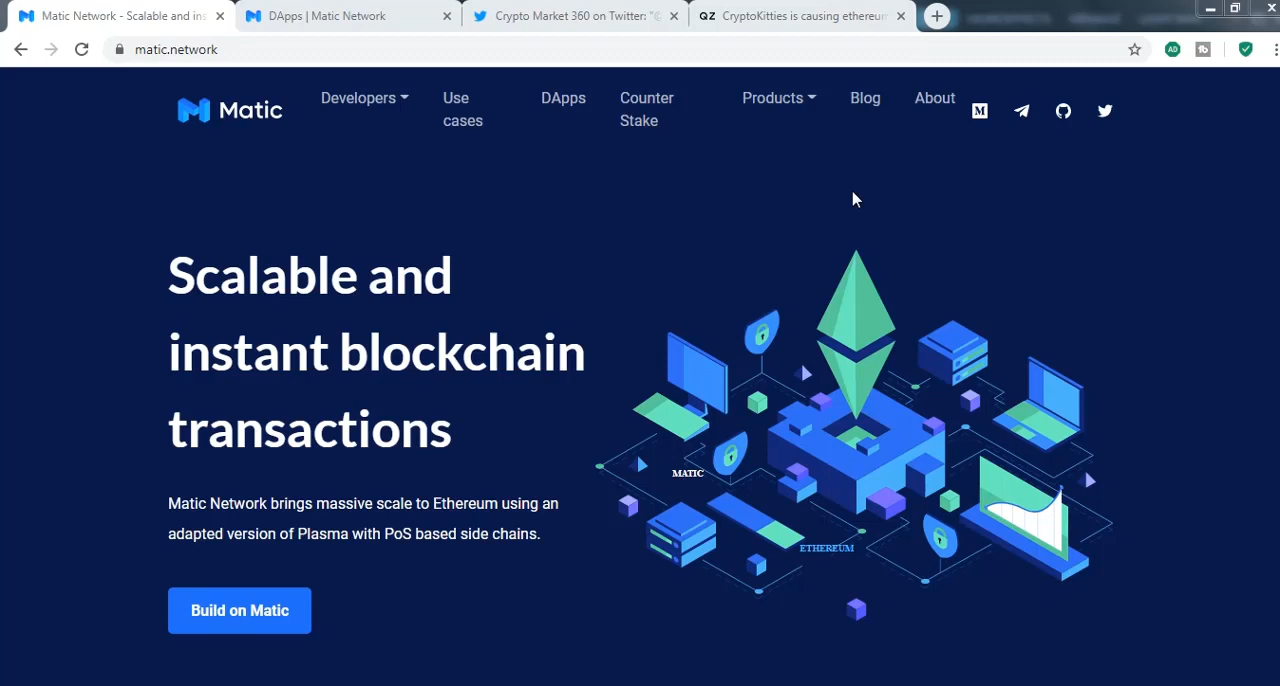 Matic Network - Scalable and ins
DApps | Matic Network
Crypto Market 360 on Twitter: "
QZ CryptoKitties is causing ethereum
matic.network
AD
tb
Matic
Developers
Use cases
DApps
Counter Stake
Products
Blog
About
M
Scalable and
instant blockchain
transactions
MATIC
ETHEREUM
Matic Network brings massive scale to Ethereum using an
adapted version of Plasma with PoS based side chains.
Build on Matic